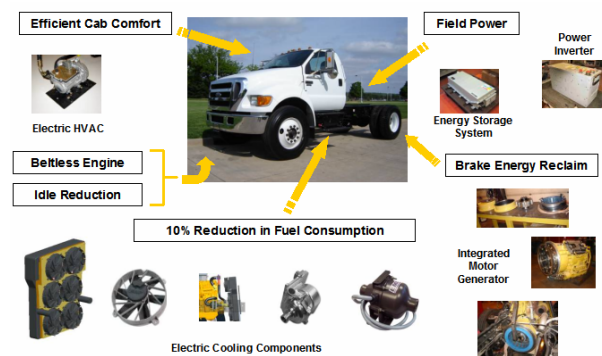 Efficient Cab Comfort
Field Power
Power
Inverter
Electric HVAC
Energy Storage
System
Beltless Engine
Brake Energy Reclaim
Idle Reduction
10% Reduction in Fuel Consumption
Integrated
Motor
Generator
Electric Cooling Components